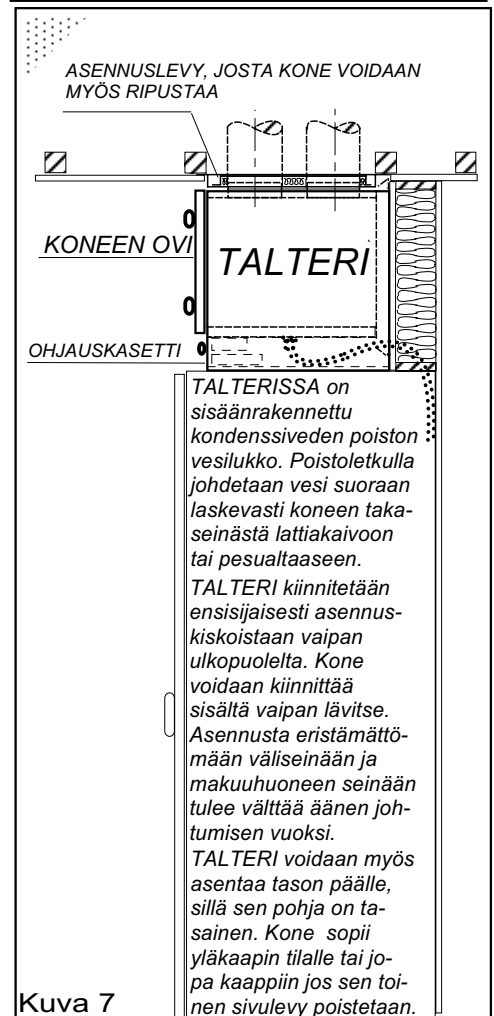 ASENNUSLEVY, JOSTA KONE VOIDAAN
MYÖS RIPUSTAA
KONEEN OVI
TALTERI
OHJAUSKASETTI
TALTERISSA on
sisäänrakennettu
kondenssiveden poiston
vesilukko. Poistoletkulla
johdetaan vesi suoraan
laskevasti koneen taka-
seinästä lattiakaivoon
tai pesualtaaseen.
TALTERI kiinnitetään
ensisijaisesti asennus-
kiskoistaan vaipan
ulkopuolelta. Kone
voidaan kiinnittää
sisältä vaipan lävitse.
Asennusta eristämättö-
mään väliseinään ja
makuuhuoneen seinään
tulee välttää äänen joh-
tumisen vuoksi.
TALTERI voidaan myös
asentaa tason päälle,
sillä sen pohja on ta-
sainen. Kone sopii
yläkaapin tilalle tai jo-
pa kaappiin jos sen toi-
nen sivulevy poistetaan.
Kuva 7